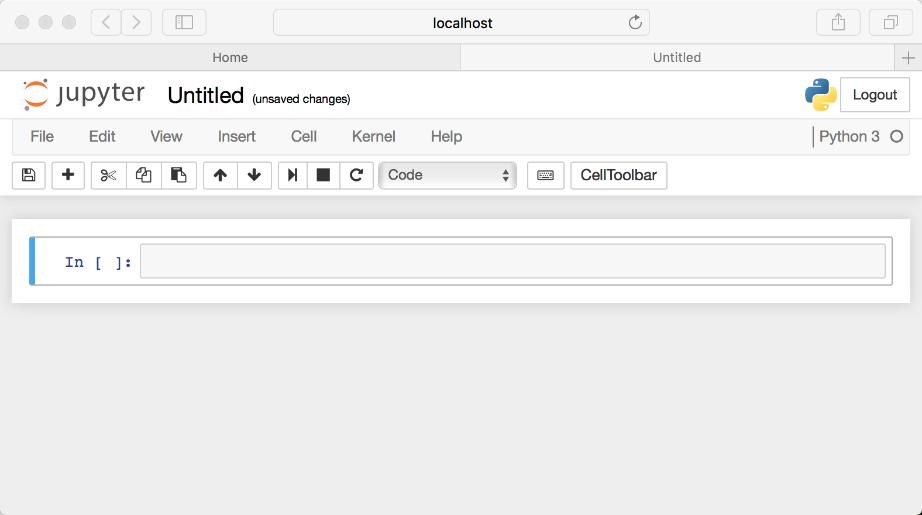 localhost
Home Untitled
jupyter Untitled (unsaved changes) Logout
File Edit View Insert Cell Kernel Help Python 3
Code CellToolbar
In [ ]: